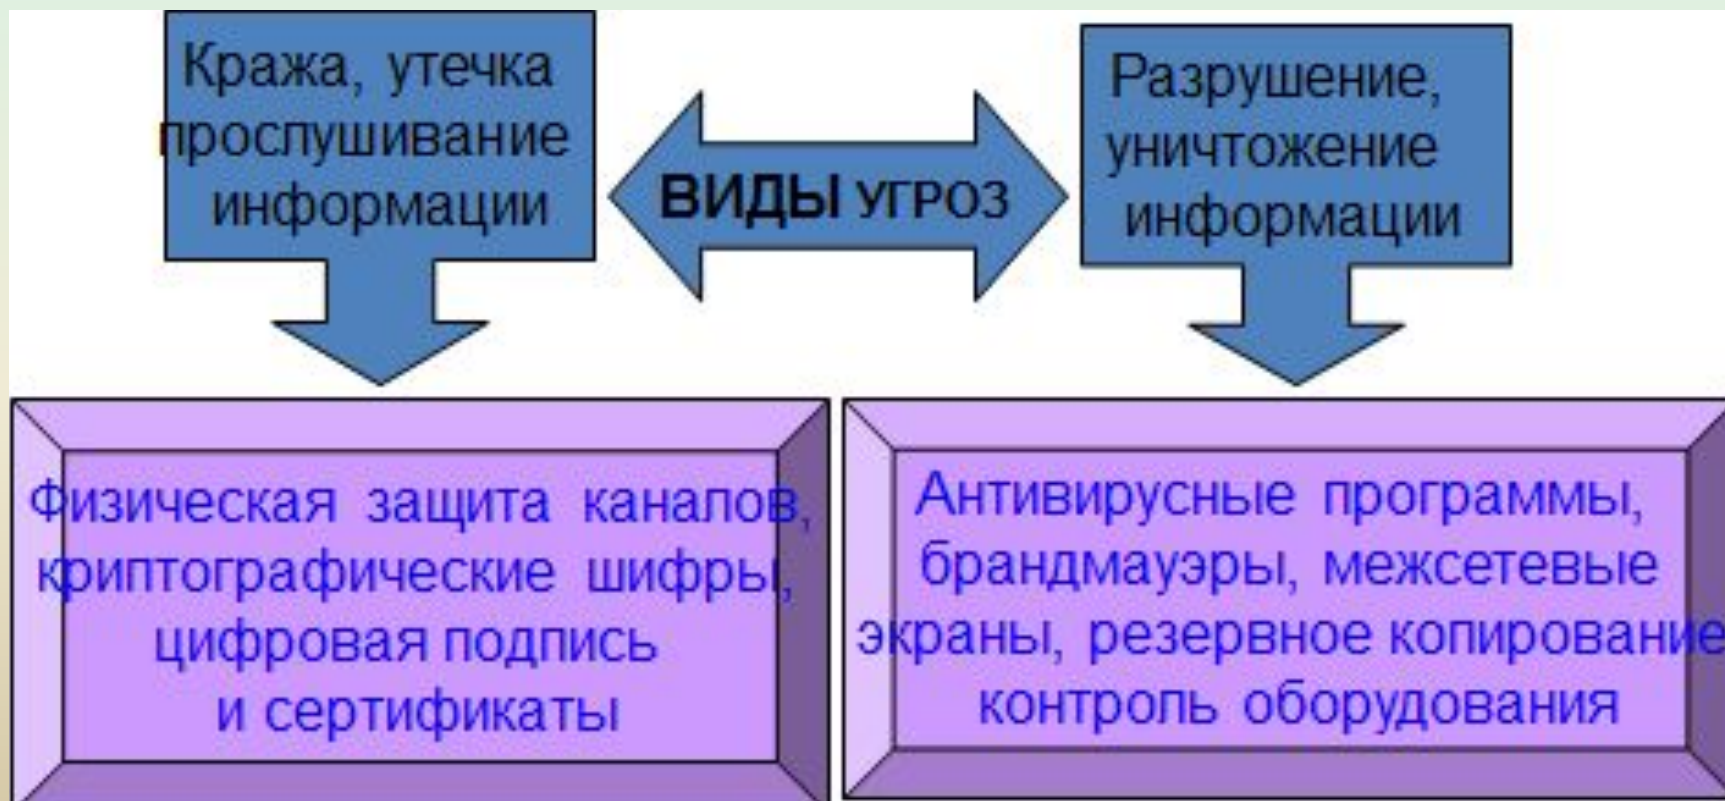 Кража, утечка
прослушивание
информации
ВИДЫ УГРОЗ
Разрушение,
уничтожение
информации
Физическая защита каналов,
криптографические шифры,
цифровая подпись
и сертификаты
Антивирусные программы,
брандмауэры, межсетевые
экраны, резервное копирование
контроль оборудования